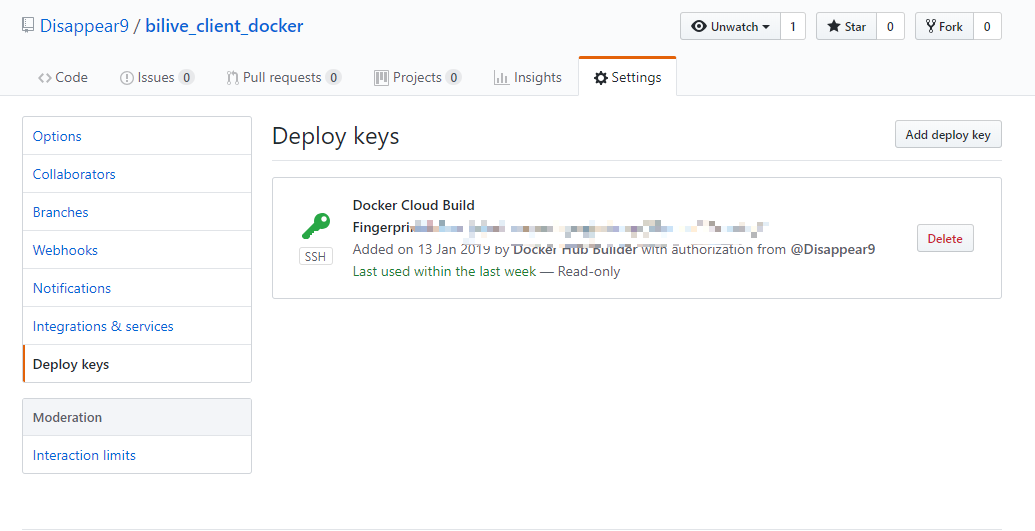 Disappear9 / bilive_client_docker
Unwatch 1 Star 0 Fork 0
Code Issues 0 Pull requests 0 Projects 0 Insights Settings
Options
Collaborators
Branches
Webhooks
Notifications
Integrations & services
Deploy keys
Moderation
Interaction limits
Deploy keys
Add deploy key
SSH
Docker Cloud Build
Added on 13 Jan 2019 by Docker Hub Builder with authorization from @Disappear9
Last used within the last week — Read-only
Delete